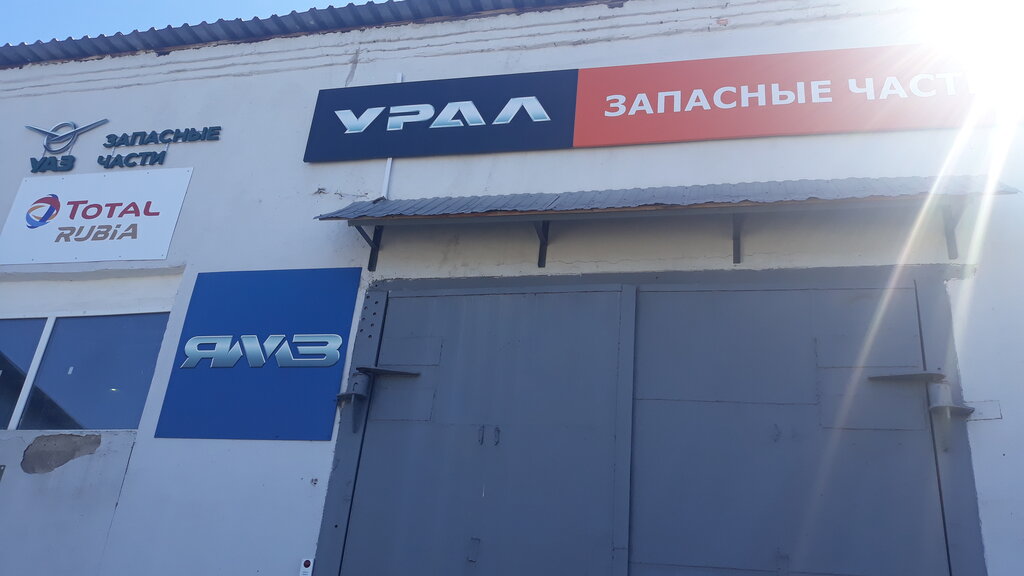 УРАЛ ЗАПАСНЫЕ ЧАСТ
УАЗ ЗАПАСНЫЕ
ЧАСТИ
TOTAL
RUBIA
ЯМЗ